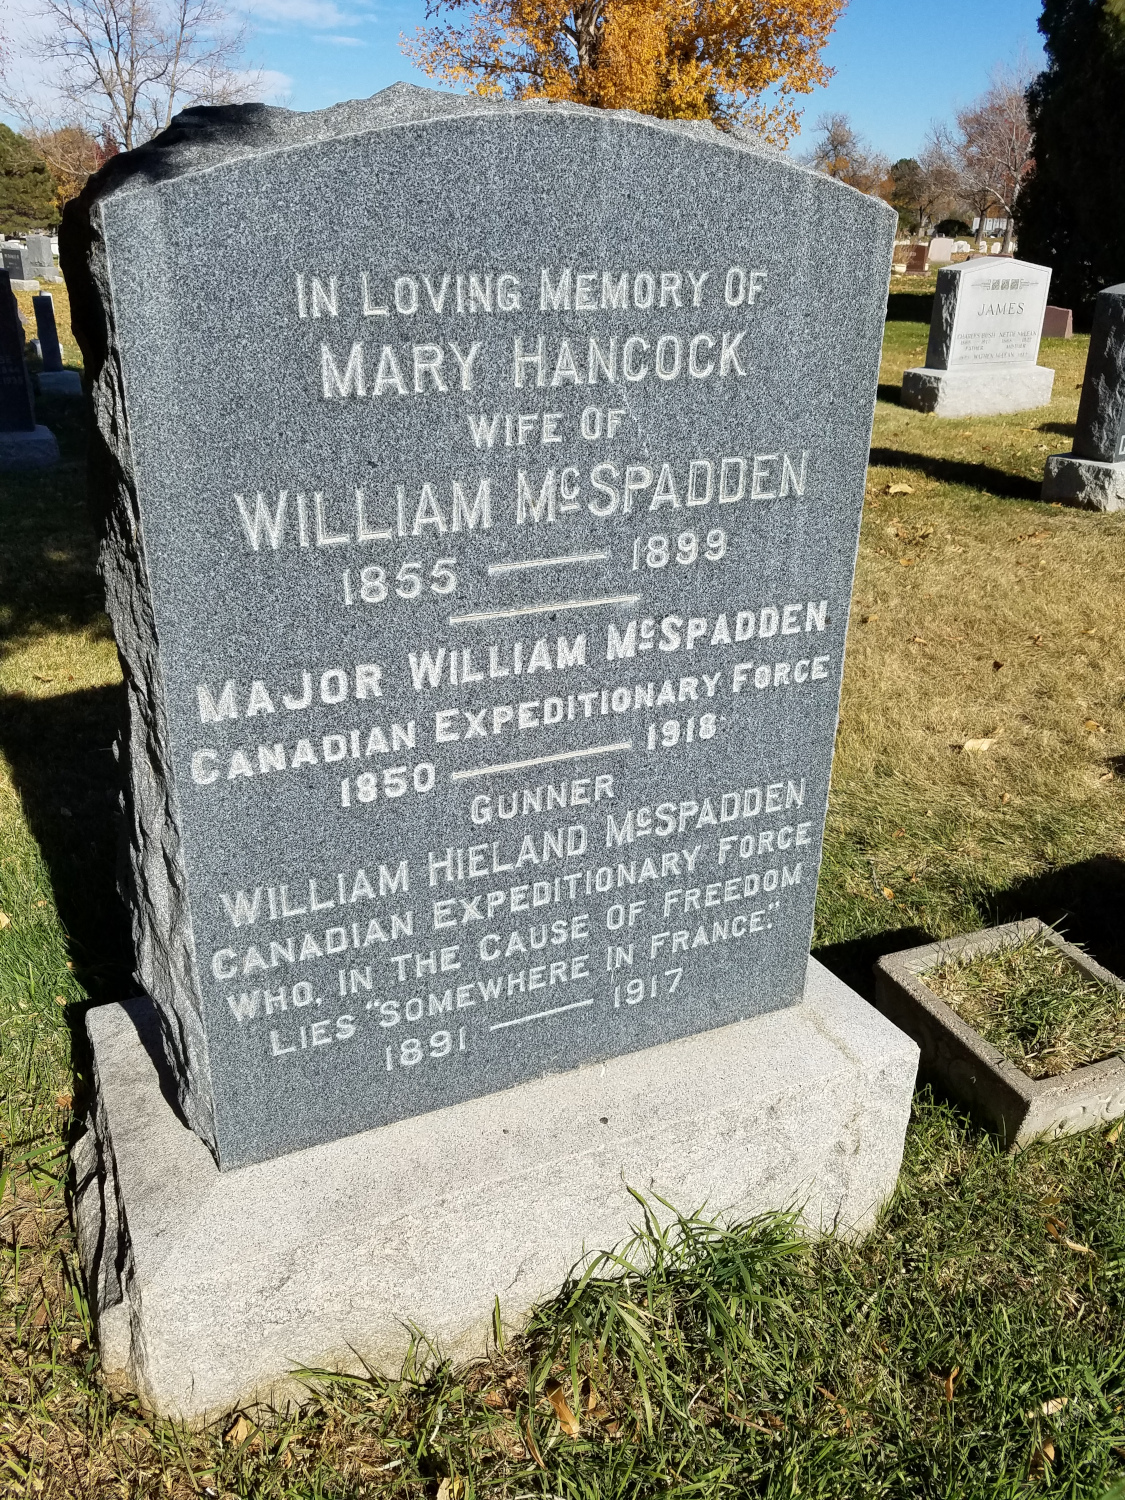 IN LOVING MEMORY OF
MARY HANCOCK
WIFE OF
WILLIAM McSPADDEN
1855 — 1899
MAJOR WILLIAM McSPADDEN
CANADIAN EXPEDITIONARY FORCE
1850 — 1918
GUNNER
WILLIAM HIELAND McSPADDEN
CANADIAN EXPEDITIONARY FORCE
WHO, IN THE CAUSE OF FREEDOM
LIES "SOMEWHERE IN FRANCE."
1891 — 1917
JAMES